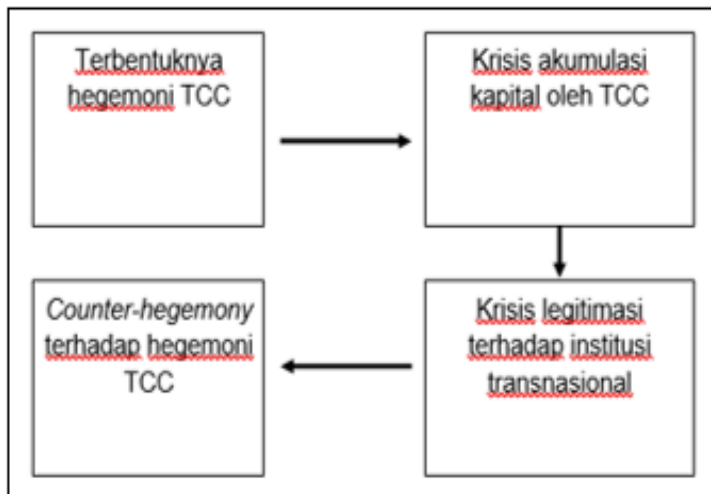 Terbentuknya
hegemoni TCC
Krisis akumulasi
kapital oleh TCC
Counter-hegemony
terhadap hegemoni
TCC
Krisis legitimasi
terhadap institusi
transnasional